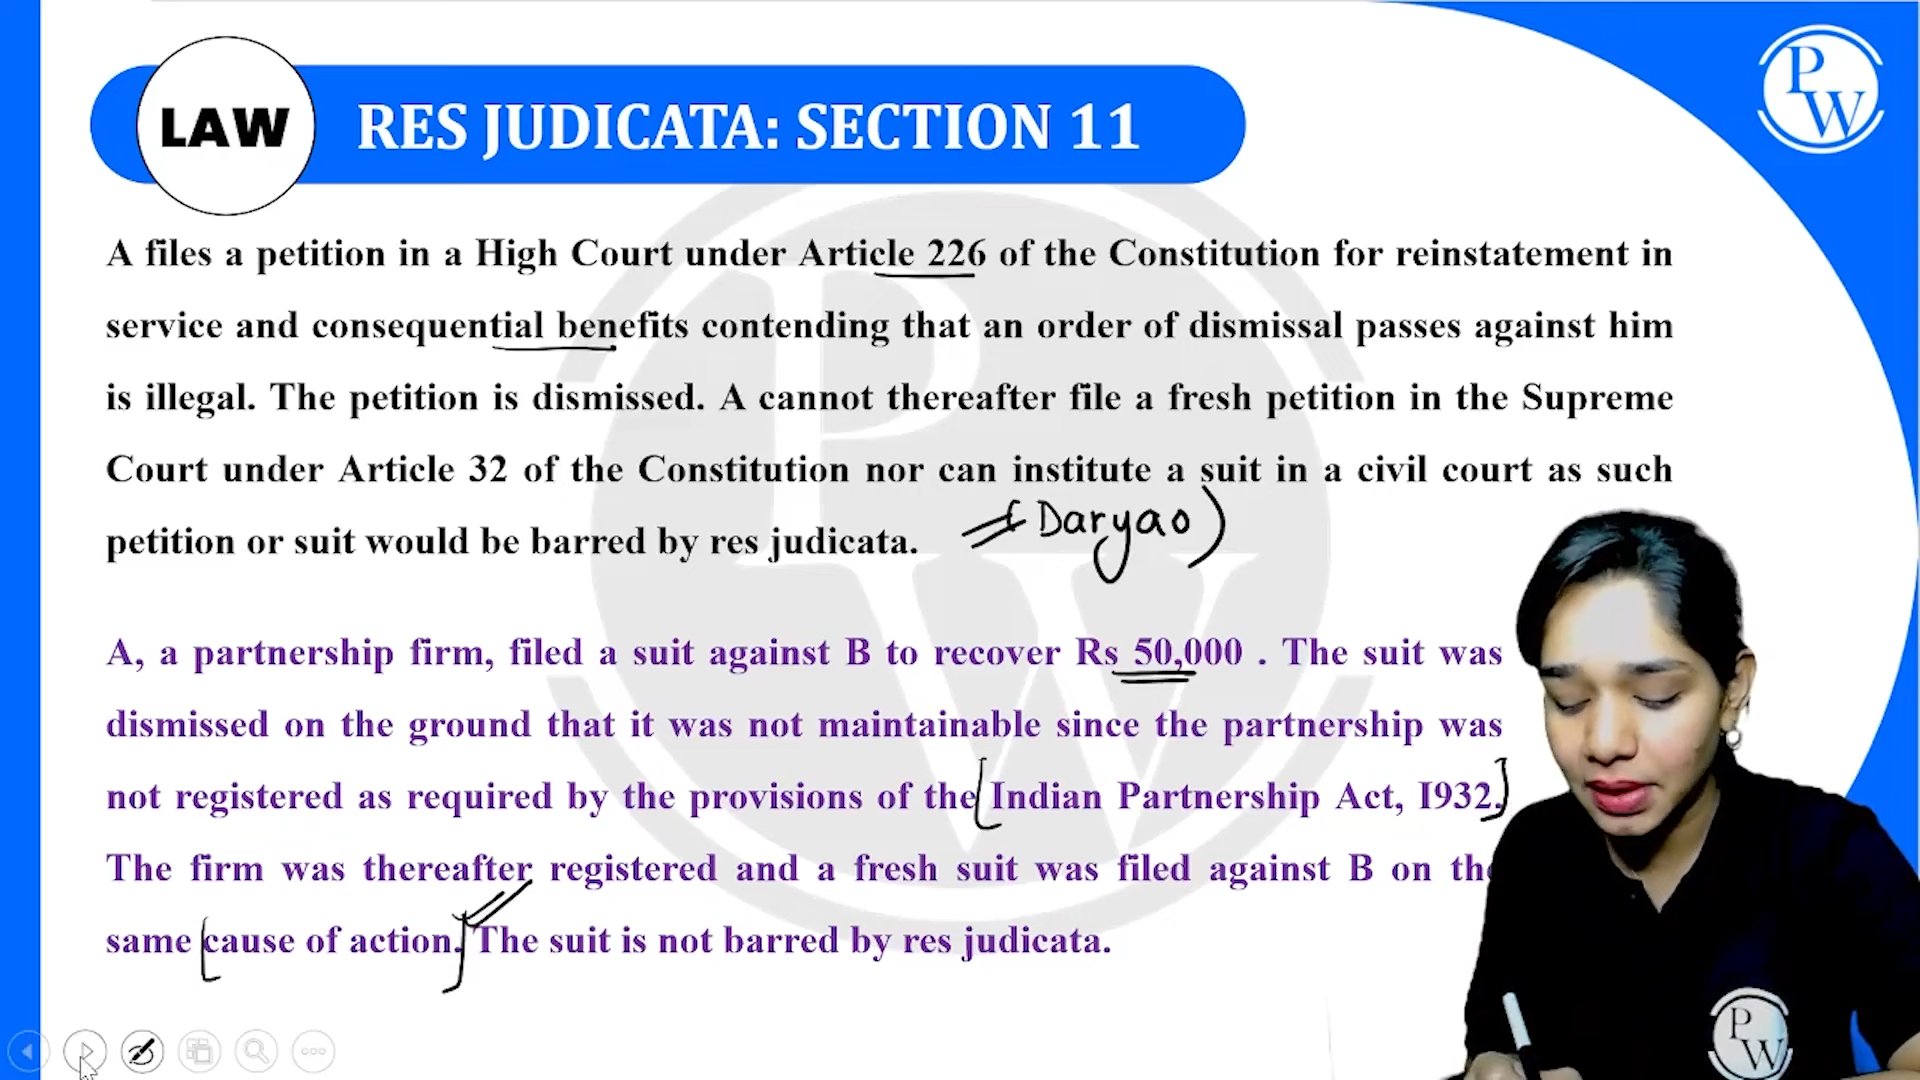 LAW
RES JUDICATA: SECTION 11
PW
A files a petition in a High Court under Article 226 of the Constitution for reinstatement in
service and consequential benefits contending that an order of dismissal passes against him
is illegal. The petition is dismissed. A cannot thereafter file a fresh petition in the Supreme
Court under Article 32 of the Constitution nor can institute a suit in a civil court as such
petition or suit would be barred by res judicata.
(Daryao)
A, a partnership firm, filed a suit against B to recover Rs 50,000 . The suit was
dismissed on the ground that it was not maintainable since the partnership was
not registered as required by the provisions of the [Indian Partnership Act, I932.]
The firm was thereafter registered and a fresh suit was filed against B on the
same [cause of action.] The suit is not barred by res judicata.
PW